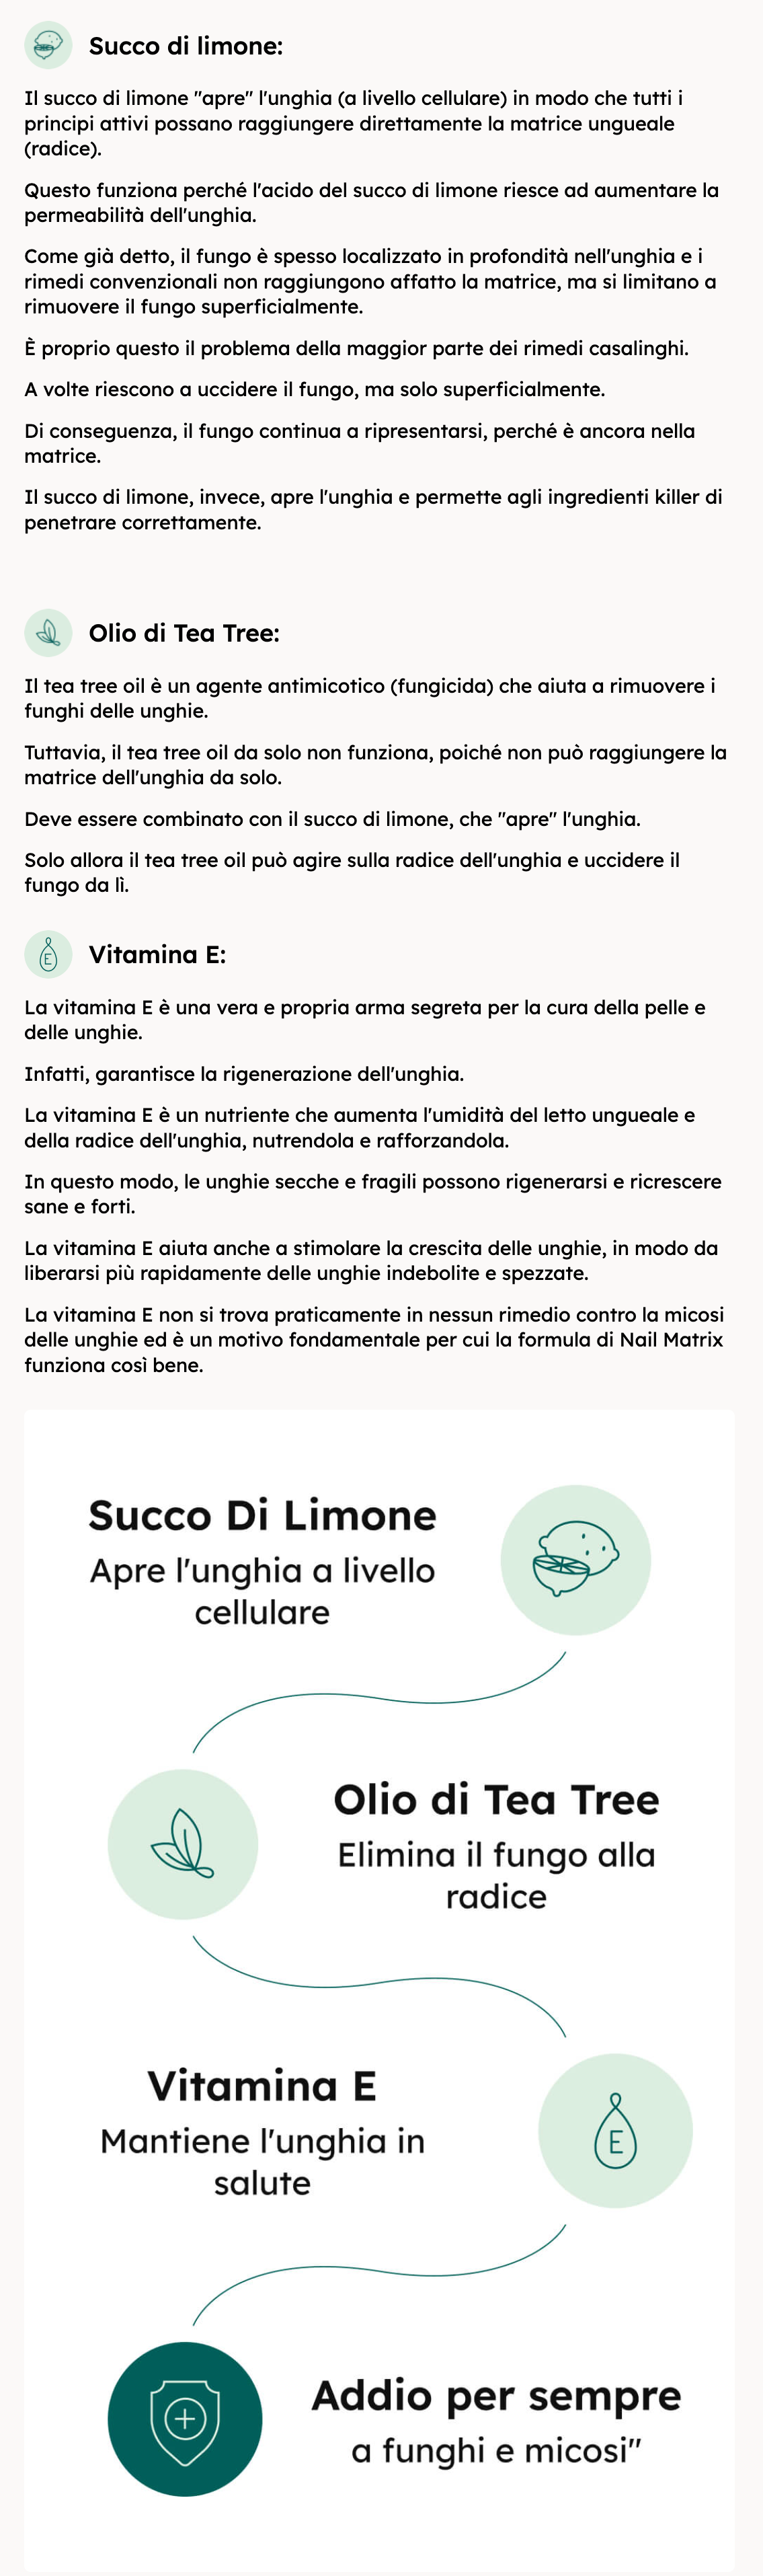 Succo di limone:
Il succo di limone "apre" l'unghia (a livello cellulare) in modo che tutti i
principi attivi possano raggiungere direttamente la matrice ungueale
(radice).
Questo funziona perché l'acido del succo di limone riesce ad aumentare la
permeabilità dell'unghia.
Come già detto, il fungo è spesso localizzato in profondità nell'unghia e i
rimedi convenzionali non raggiungono affatto la matrice, ma si limitano a
rimuovere il fungo superficialmente.
È proprio questo il problema della maggior parte dei rimedi casalinghi.
A volte riescono a uccidere il fungo, ma solo superficialmente.
Di conseguenza, il fungo continua a ripresentarsi, perché è ancora nella
matrice.
Il succo di limone, invece, apre l'unghia e permette agli ingredienti killer di
penetrare correttamente.
Olio di Tea Tree:
Il tea tree oil è un agente antimicotico (fungicida) che aiuta a rimuovere i
funghi delle unghie.
Tuttavia, il tea tree oil da solo non funziona, poiché non può raggiungere la
matrice dell'unghia da solo.
Deve essere combinato con il succo di limone, che "apre" l'unghia.
Solo allora il tea tree oil può agire sulla radice dell'unghia e uccidere il
fungo da lì.
E
Vitamina E:
La vitamina E è una vera e propria arma segreta per la cura della pelle e
delle unghie.
Infatti, garantisce la rigenerazione dell'unghia.
La vitamina E è un nutriente che aumenta l'umidità del letto ungueale e
della radice dell'unghia, nutrendola e rafforzandola.
In questo modo, le unghie secche e fragili possono rigenerarsi e ricrescere
sane e forti.
La vitamina E aiuta anche a stimolare la crescita delle unghie, in modo da
liberarsi più rapidamente delle unghie indebolite e spezzate.
La vitamina E non si trova praticamente in nessun rimedio contro la micosi
delle unghie ed è un motivo fondamentale per cui la formula di Nail Matrix
funziona così bene.
Succo Di Limone
Apre l'unghia a livello
cellulare
Olio di Tea Tree
Elimina il fungo alla
radice
Vitamina E
Mantiene l'unghia in
salute
E
Addio per sempre
a funghi e micosi"